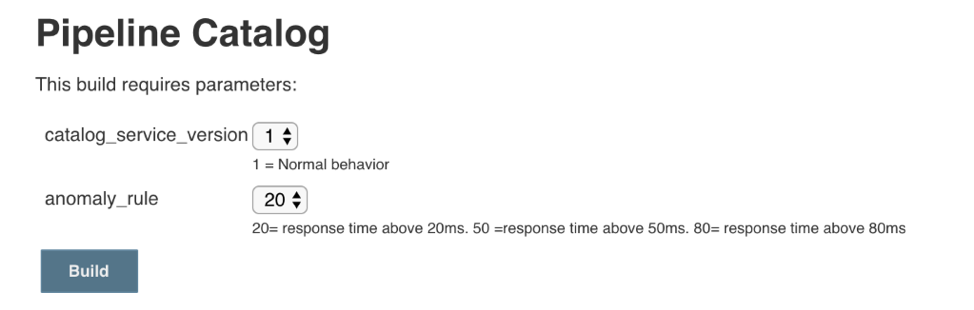 Pipeline Catalog
This build requires parameters:
catalog_service_version 1
1 = Normal behavior
anomaly_rule 20
20= response time above 20ms. 50 =response time above 50ms. 80= response time above 80ms
Build